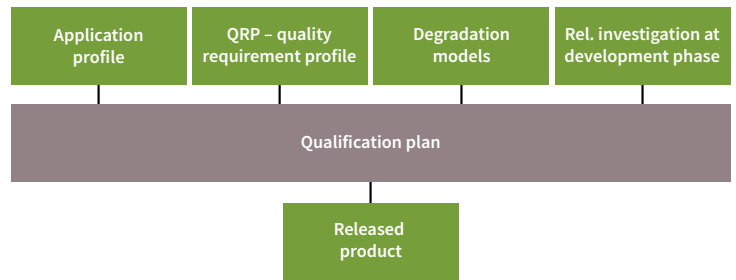 Application
profile
QRP – quality
requirement profile
Degradation
models
Rel. investigation at
development phase
Qualification plan
Released
product